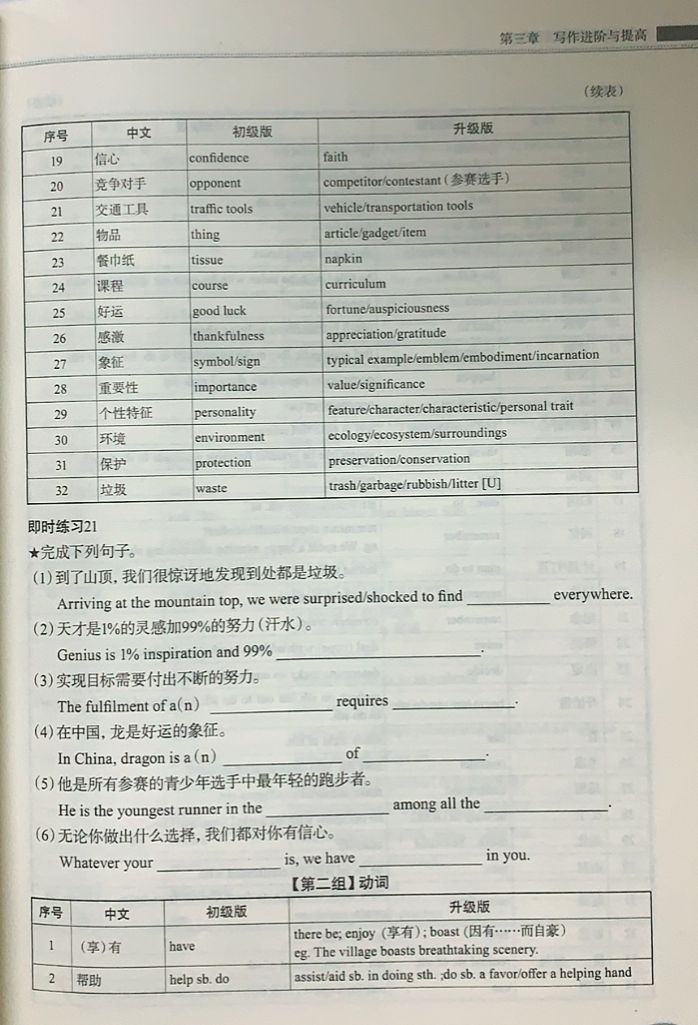 第三章 写作进阶与提高
（续表）
序号 中文 初级版 升级版
19 信心 confidence faith
20 竞争对手 opponent competitor/contestant（参赛选手）
21 交通工具 traffic tools vehicle/transportation tools
22 物品 thing article/gadget/item
23 餐巾纸 tissue napkin
24 课程 course curriculum
25 好运 good luck fortune/auspiciousness
26 感激 thankfulness appreciation/gratitude
27 象征 symbol/sign typical example/emblem/embodiment/incarnation
28 重要性 importance value/significance
29 个性特征 personality feature/character/characteristic/personal trait
30 环境 environment ecology/ecosystem/surroundings
31 保护 protection preservation/conservation
32 垃圾 waste trash/garbage/rubbish/litter [U]
即时练习21
★完成下列句子。
(1)到了山顶，我们很惊讶地发现到处都是垃圾。
Arriving at the mountain top, we were surprised/shocked to find __________ everywhere.
(2)天才是1%的灵感加99%的努力(汗水)。
Genius is 1% inspiration and 99% __________.
(3)实现目标需要付出不断的努力。
The fulfilment of a(n) __________ requires __________.
(4)在中国，龙是好运的象征。
In China, dragon is a(n) __________ of __________.
(5)他是所有参赛的青少年选手中最年轻的跑步者。
He is the youngest runner in the __________ among all the __________.
(6)无论你做出什么选择，我们都对你有信心。
Whatever your __________ is, we have __________ in you.
【第二组】动词
序号 中文 初级版 升级版
1 (享)有 have there be; enjoy（享有）; boast（因有……而自豪）
eg. The village boasts breathtaking scenery.
2 帮助 help sb. do assist/aid sb. in doing sth. ;do sb. a favor/offer a helping hand